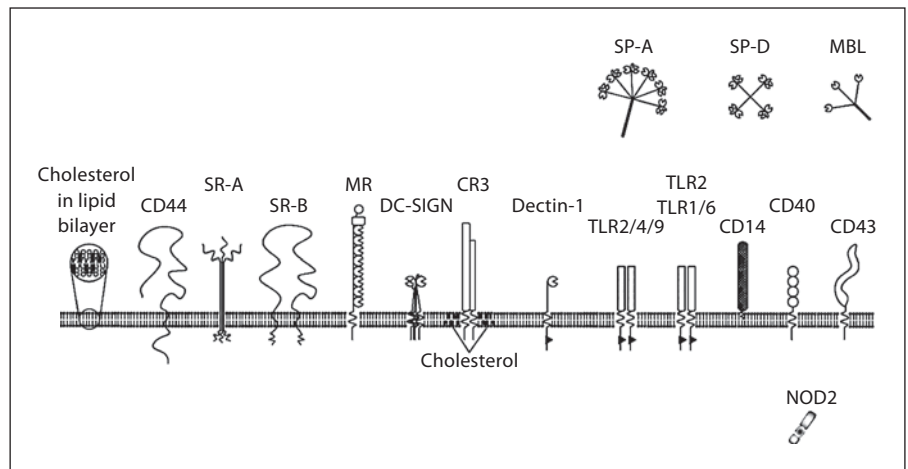 SP-A
SP-D
MBL
Cholesterol
in lipid
bilayer
CD44
SR-A
SR-B
MR
DC-SIGN
CR3
Dectin-1
TLR2/4/9
TLR2
TLR1/6
CD14
CD40
CD43
Cholesterol
NOD2